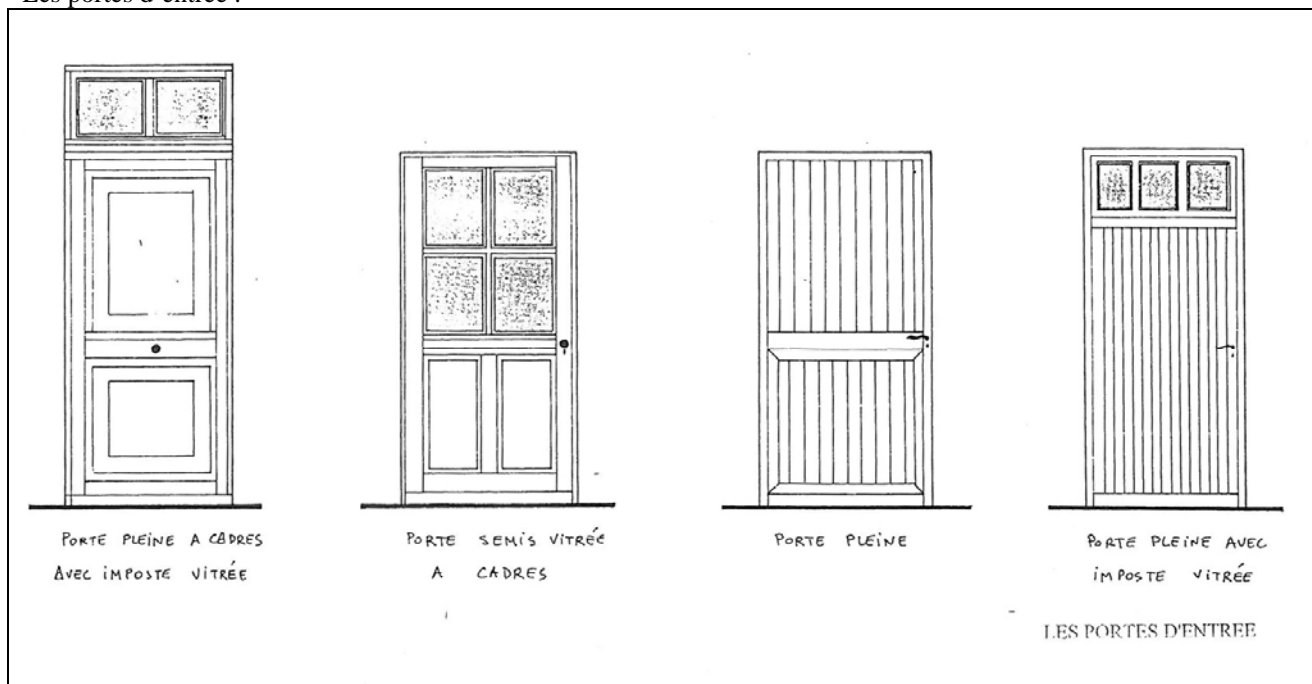 Les portes d'entrée :
PORTE PLEINE A CADRES
AVEC IMPOSTE VITRÉE
PORTE SEMIS VITRÉE
A CADRES
PORTE PLEINE
PORTE PLEINE AVEC
IMPOSTE VITRÉE
LES PORTES D'ENTREE